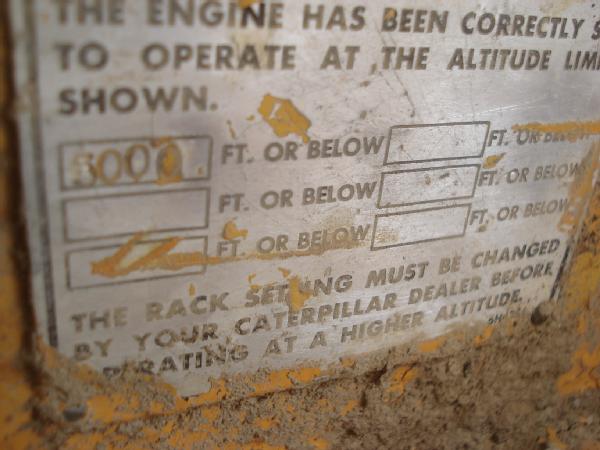 THE ENGINE HAS BEEN CORRECTLY
TO OPERATE AT THE ALTITUDE
SHOWN.
5000 FT. OR BELOW FT. OR BELOW
FT. OR BELOW FT. OR BELOW
FT. OR BELOW FT. OR BELOW
THE RACK SETTING MUST BE CHANGED
BY YOUR CATERPILLAR DEALER BEFORE
OPERATING AT A HIGHER ALTITUDE.